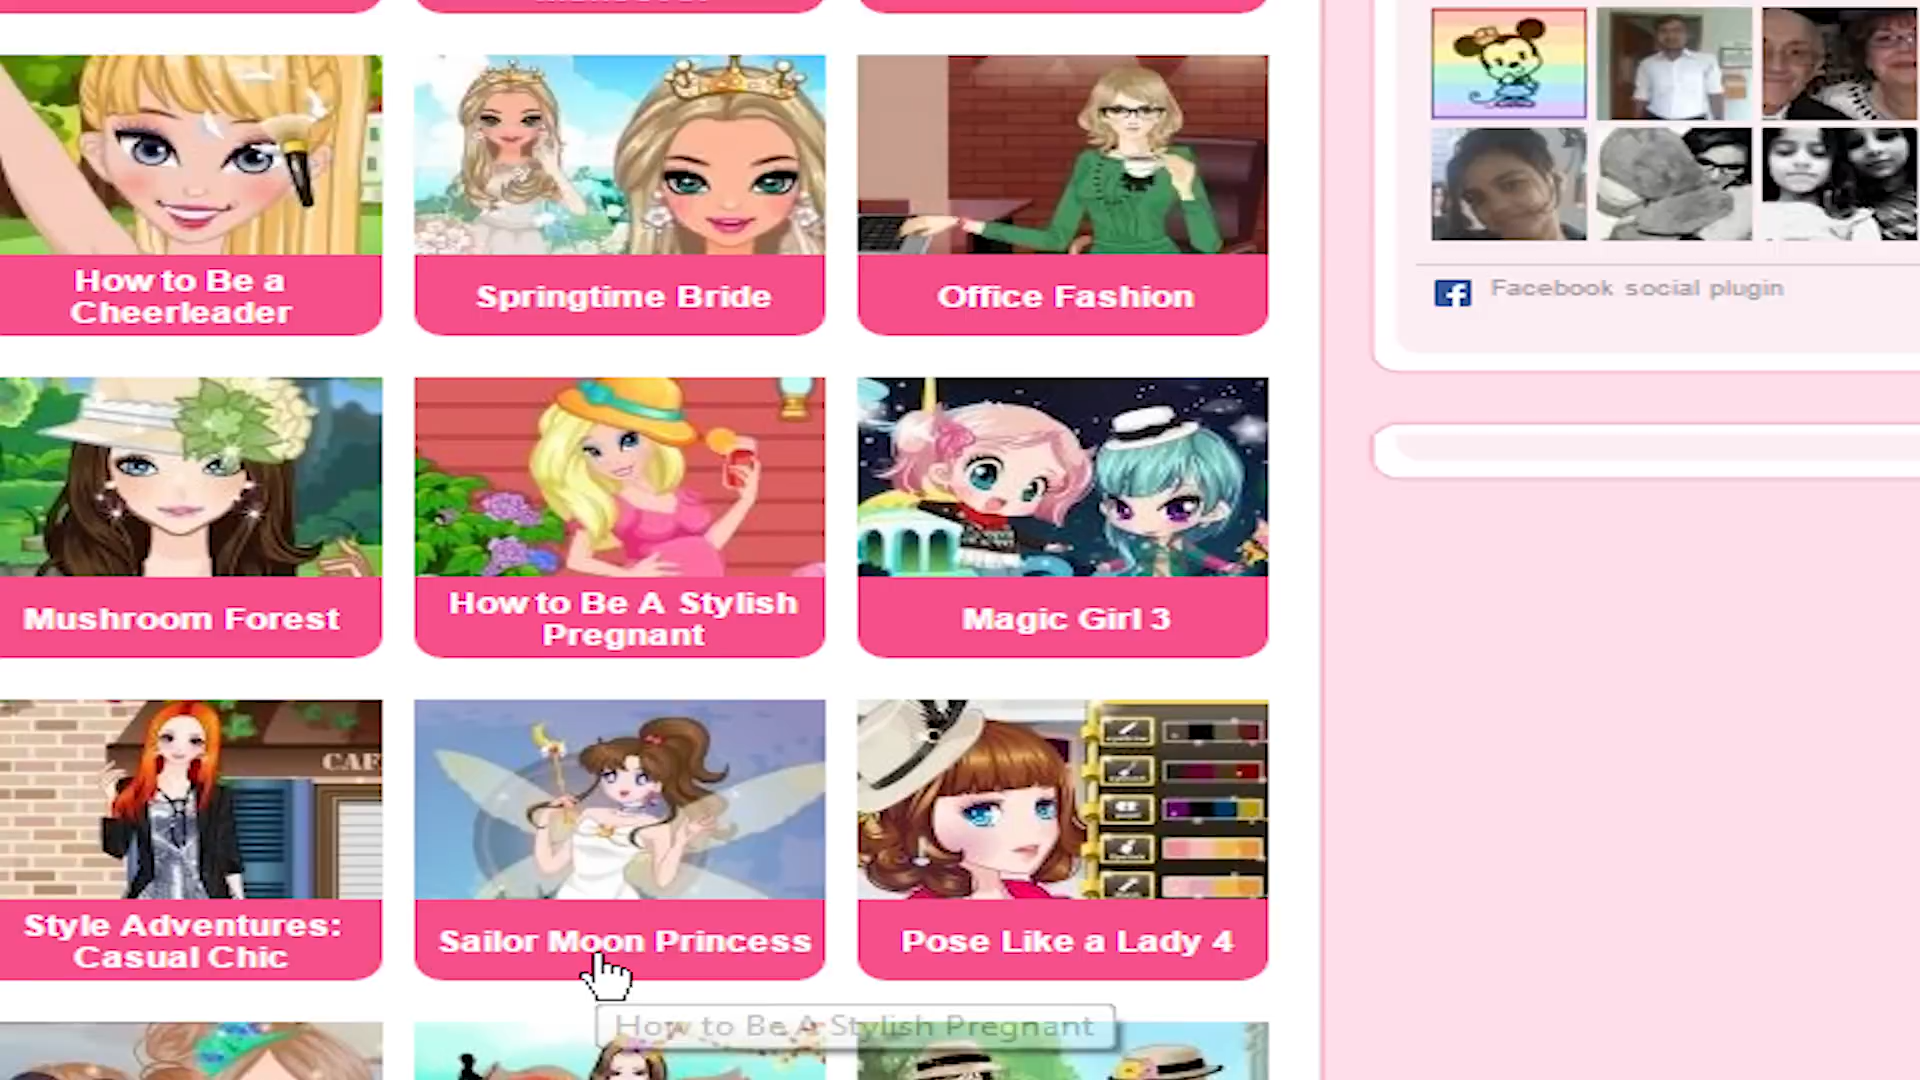 How to Be a
Cheerleader
Springtime Bride
Office Fashion
Facebook social plugin
Mushroom Forest
How to Be A Stylish
Pregnant
Magic Girl 3
CAF
Style Adventures:
Casual Chic
Sailor Moon Princess
Pose Like a Lady 4
How to Be A Stylish Pregnant